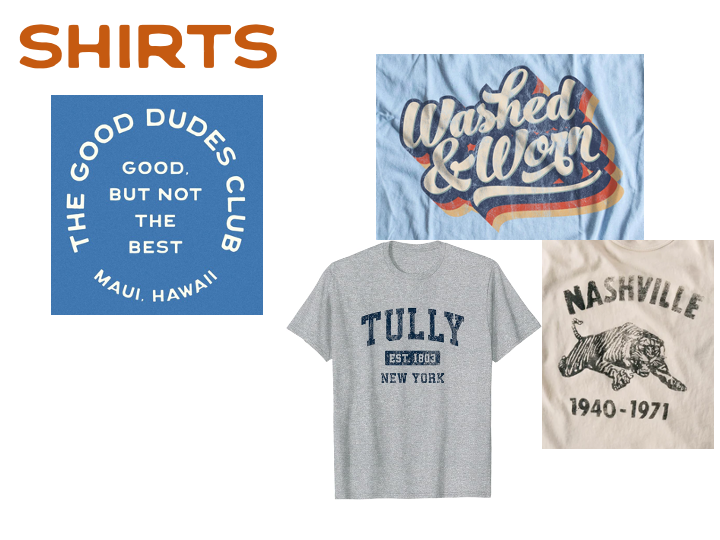 SHIRTS
THE GOOD DUDES CLUB
GOOD,
BUT NOT
THE
BEST
MAUI, HAWAII
Washed
& Worn
TULLY
EST. 1803
NEW YORK
NASHVILLE
1940-1971